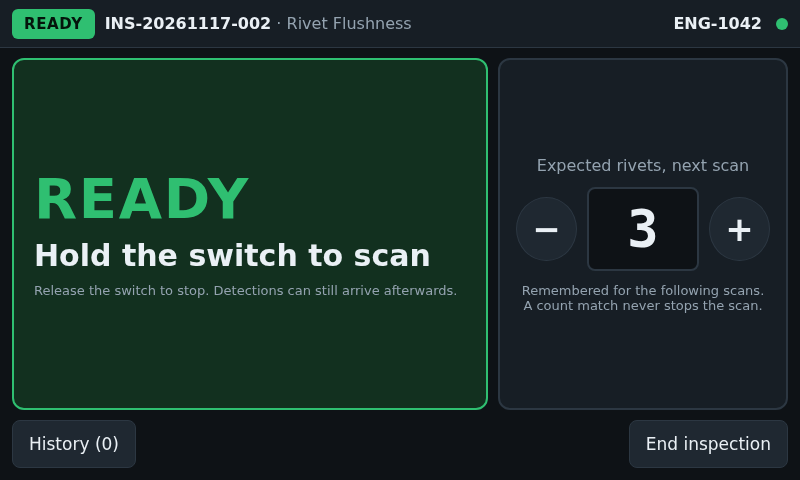 READY INS-20261117-002 · Rivet Flushness ENG-1042
READY
Hold the switch to scan
Release the switch to stop. Detections can still arrive afterwards.
Expected rivets, next scan
− 3 +
Remembered for the following scans.
A count match never stops the scan.
History (0) End inspection